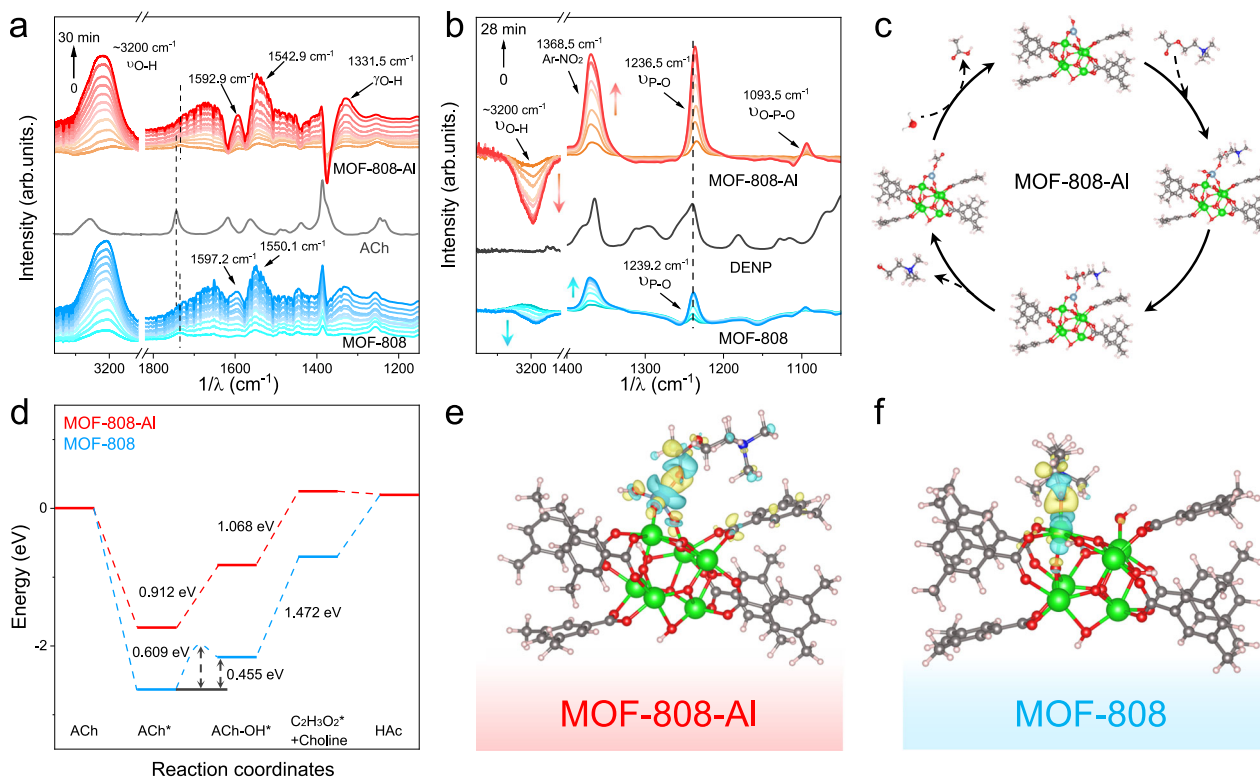 a
30 min
0
~3200 cm⁻¹
υO-H
1592.9 cm⁻¹
1542.9 cm⁻¹
1331.5 cm⁻¹
γO-H
MOF-808-Al
ACh
1597.2 cm⁻¹
1550.1 cm⁻¹
MOF-808
Intensity (arb.units.)
3200 1800 1600 1400 1200
1/λ (cm⁻¹)
b
28 min
0
~3200 cm⁻¹
υO-H
1368.5 cm⁻¹
Ar-NO₂
1236.5 cm⁻¹
υP-O
1093.5 cm⁻¹
υO-P-O
MOF-808-Al
DENP
1239.2 cm⁻¹
υP-O
MOF-808
Intensity (arb.units.)
3200 1400 1300 1200 1100
1/λ (cm⁻¹)
c
MOF-808-Al
d
MOF-808-Al
MOF-808
0
-2
Energy (eV)
0.912 eV
1.068 eV
0.609 eV
0.455 eV
1.472 eV
ACh
ACh*
ACh-OH*
C₂H₃O₂*
+Choline
HAc
Reaction coordinates
e
MOF-808-Al
f
MOF-808